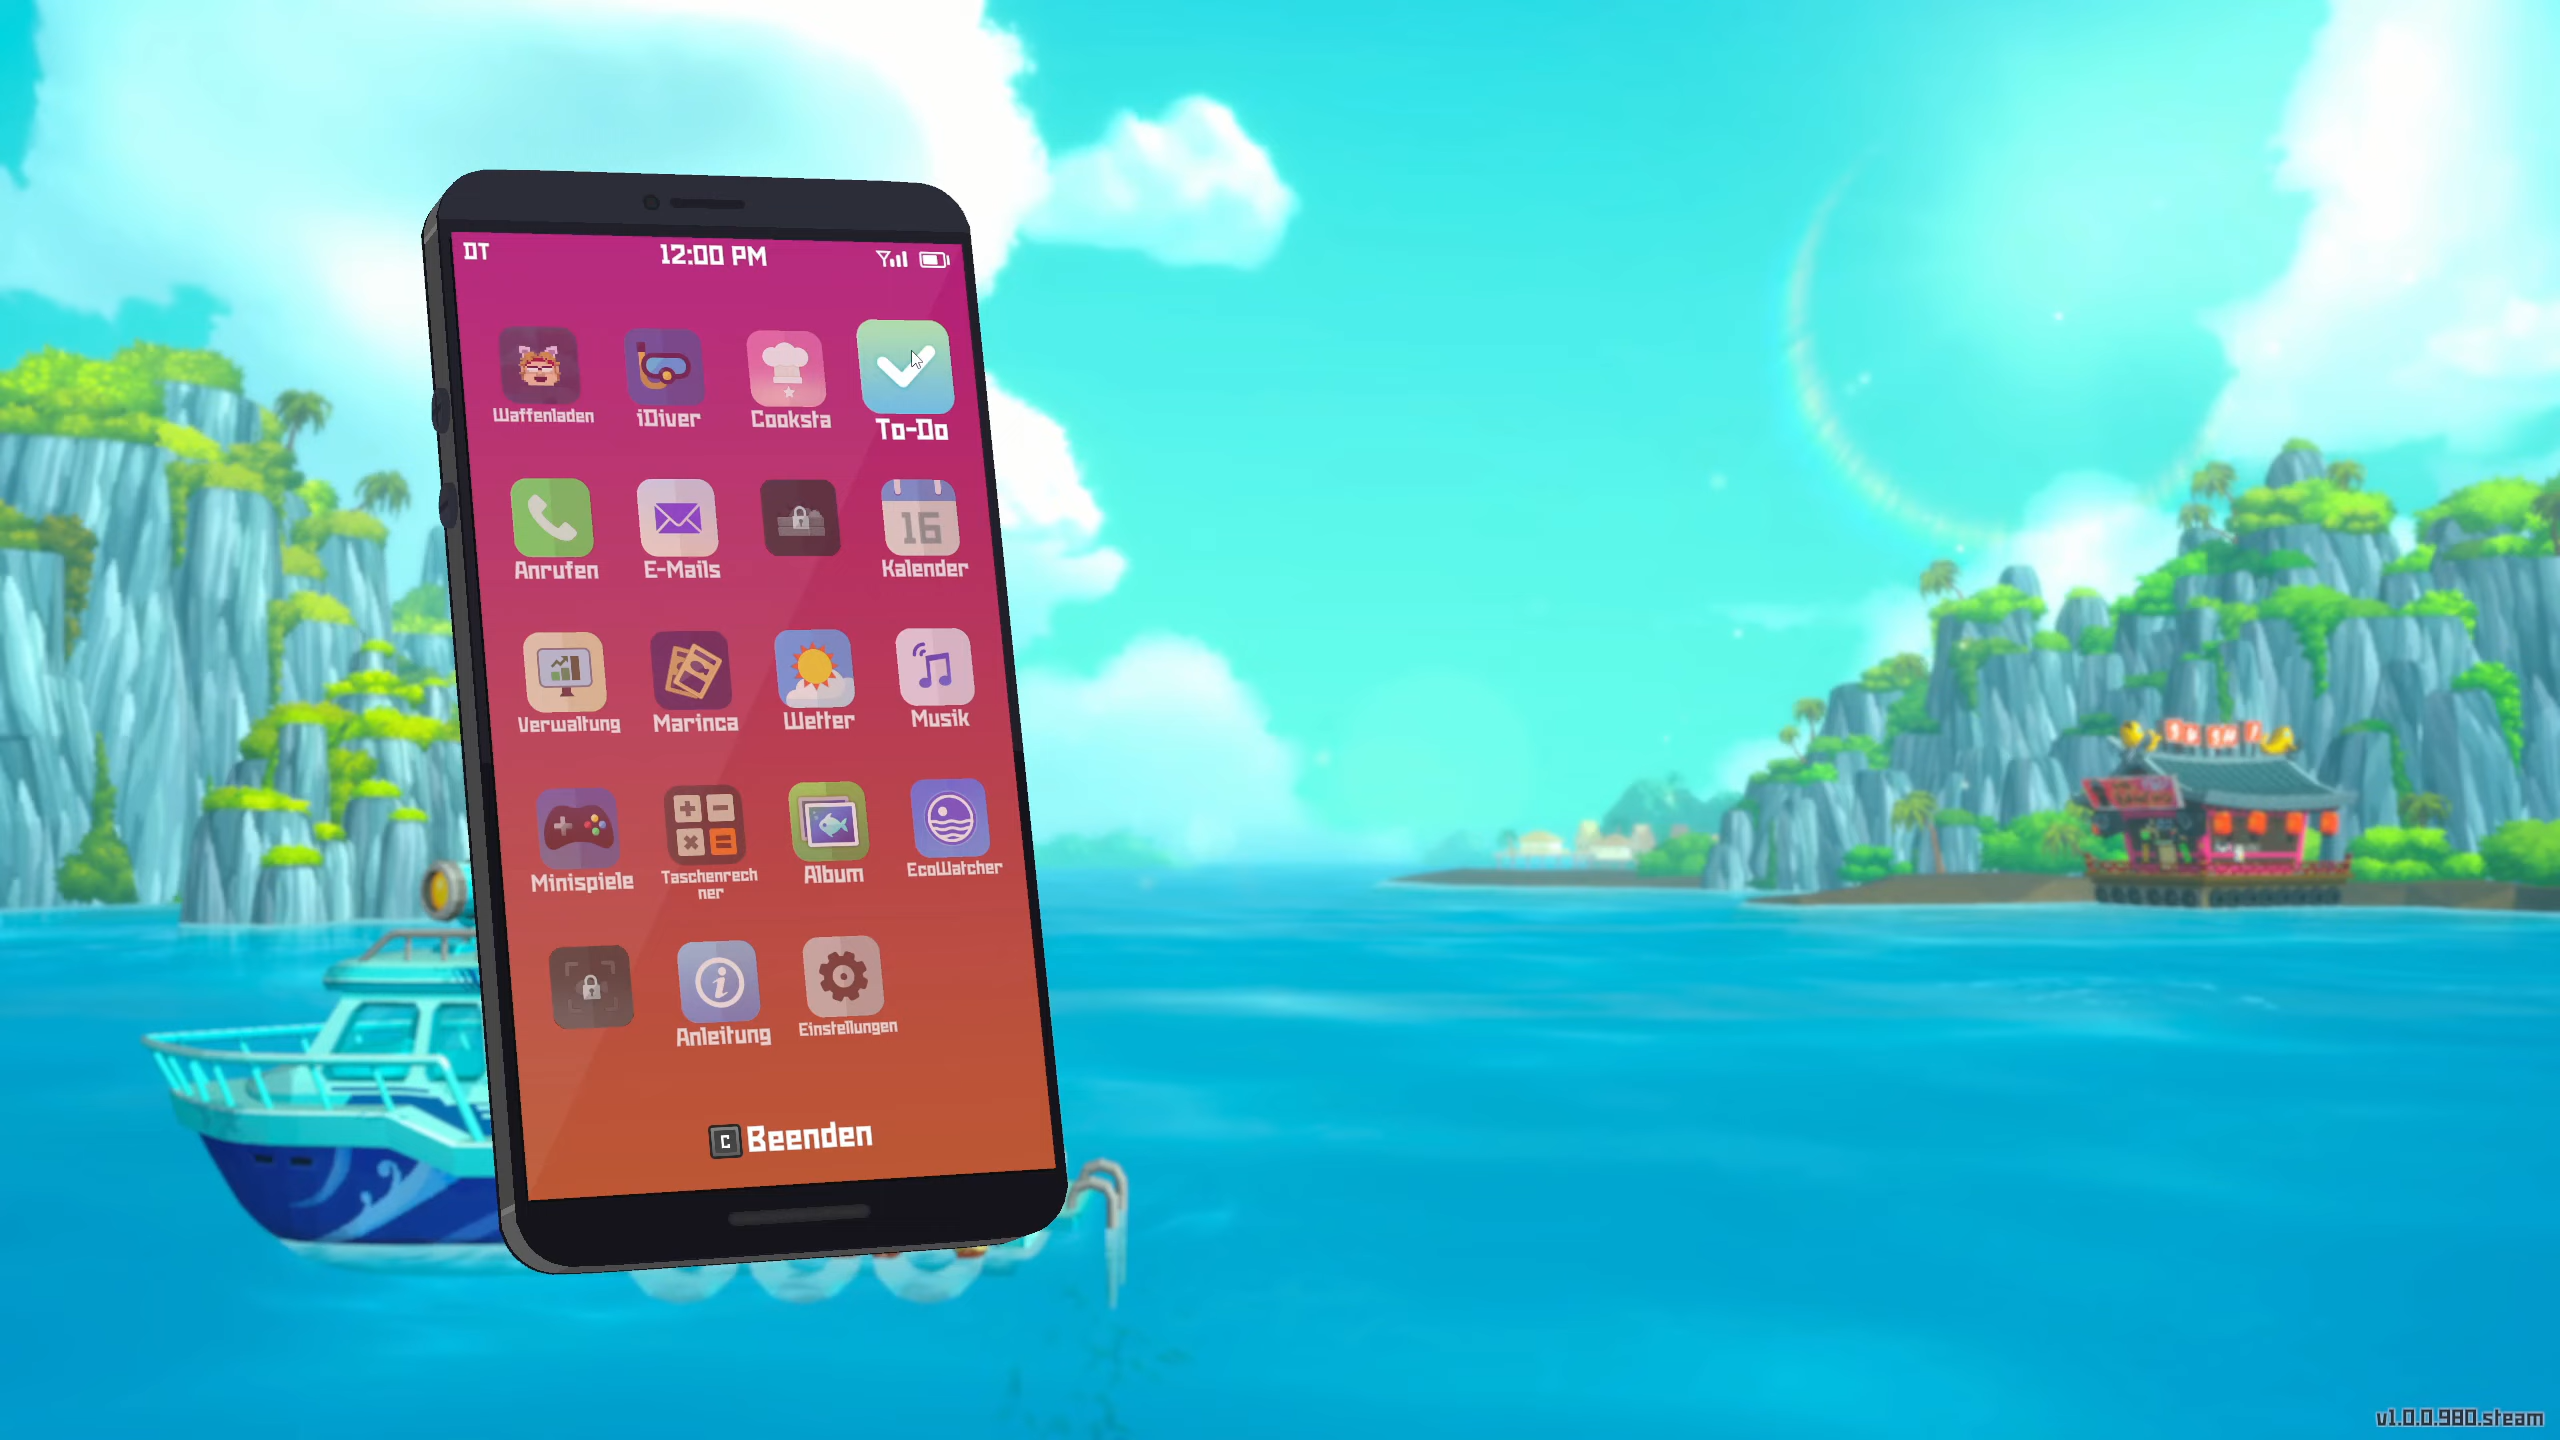 DT
12:00 PM
Waffenladen
iDiver
Cooksta
To-Do
Anrufen
E-Mails
16
Kalender
Verwaltung
Marinca
Wetter
Musik
Minispiele
Taschenrech
ner
Album
EcoWatcher
Anleitung
Einstellungen
C Beenden
SUSHI
v1.0.0.980.steam